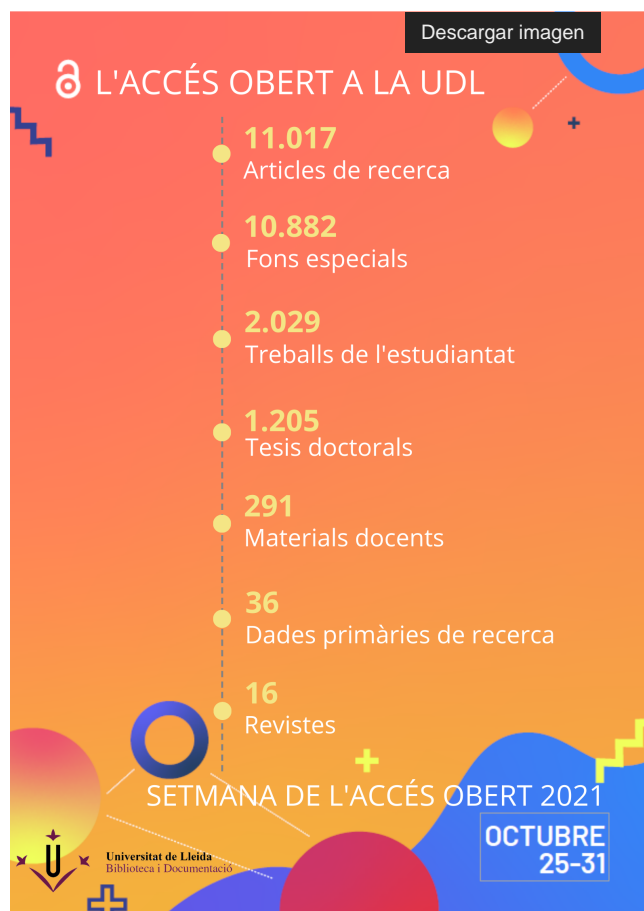 Descargar imagen
L'ACCÉS OBERT A LA UDL
11.017
Articles de recerca
10.882
Fons especials
2.029
Treballs de l'estudiantat
1.205
Tesis doctorals
291
Materials docents
36
Dades primàries de recerca
16
Revistes
SETMANA DE L'ACCÉS OBERT 2021
OCTUBRE
25-31
U
Universitat de Lleida
Biblioteca i Documentació